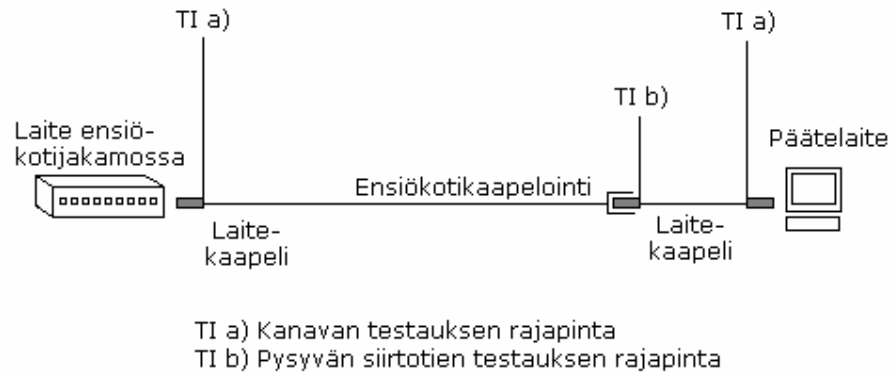 TI a)
TI a)
TI b)
Laite ensiö-
kotijakamossa
Päätelaite
Ensiökotikaapelointi
Laite-
kaapeli
Laite-
kaapeli
TI a) Kanavan testauksen rajapinta
TI b) Pysyvän siirtotien testauksen rajapinta